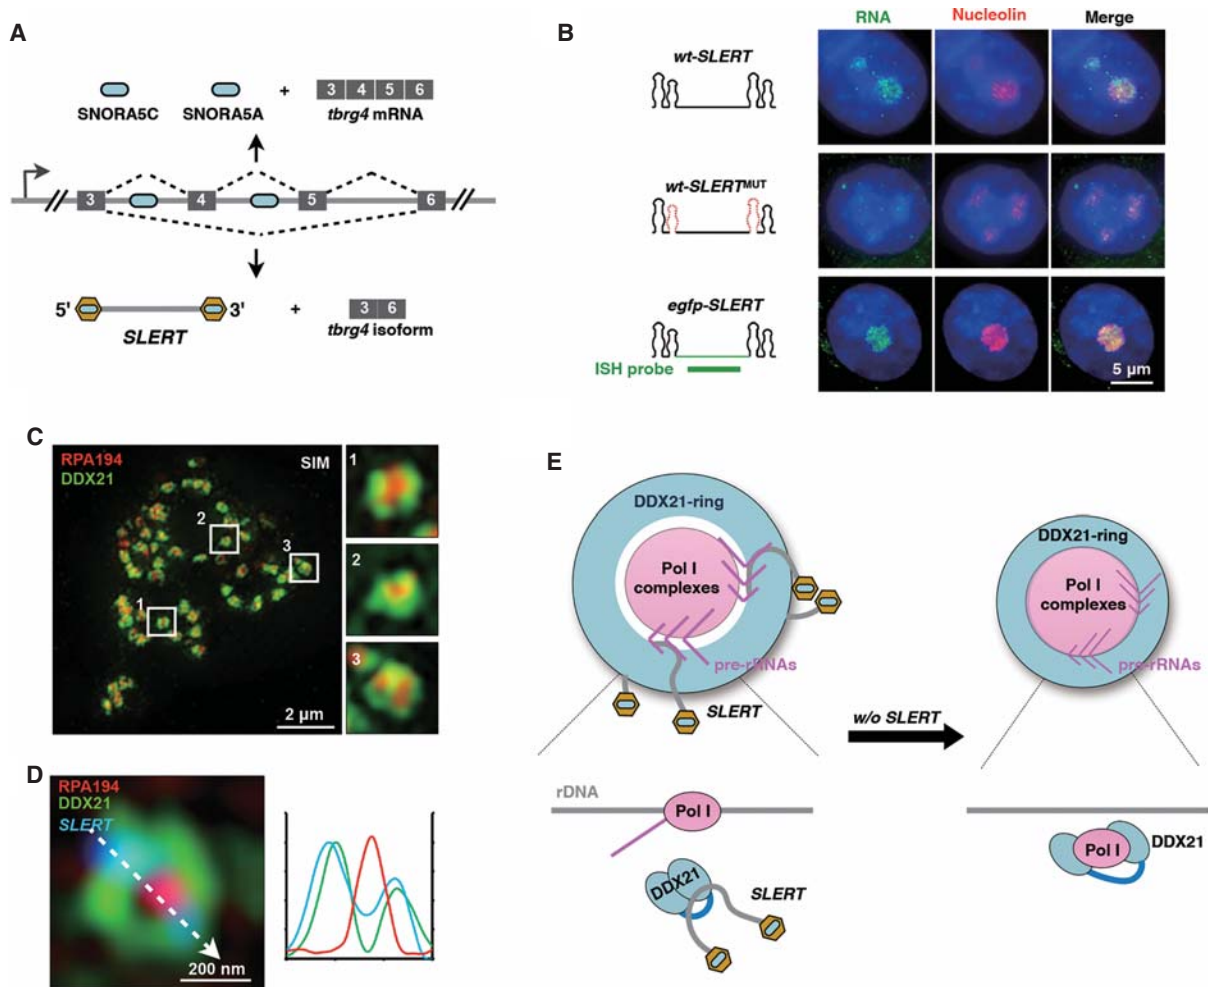 A
SNORA5C
SNORA5A
+
3 4 5 6
tbrg4 mRNA
3
4
5
6
5'
3'
SLERT
+
3 6
tbrg4 isoform
B
RNA
Nucleolin
Merge
wt-SLERT
wt-SLERTMUT
egfp-SLERT
ISH probe
5 µm
C
RPA194
DDX21
SIM
1
2
3
2 µm
1
2
3
D
RPA194
DDX21
SLERT
200 nm
E
DDX21-ring
Pol I
complexes
pre-rRNAs
SLERT
w/o SLERT
DDX21-ring
Pol I
complexes
pre-rRNAs
rDNA
Pol I
DDX21
SLERT
Pol I
DDX21